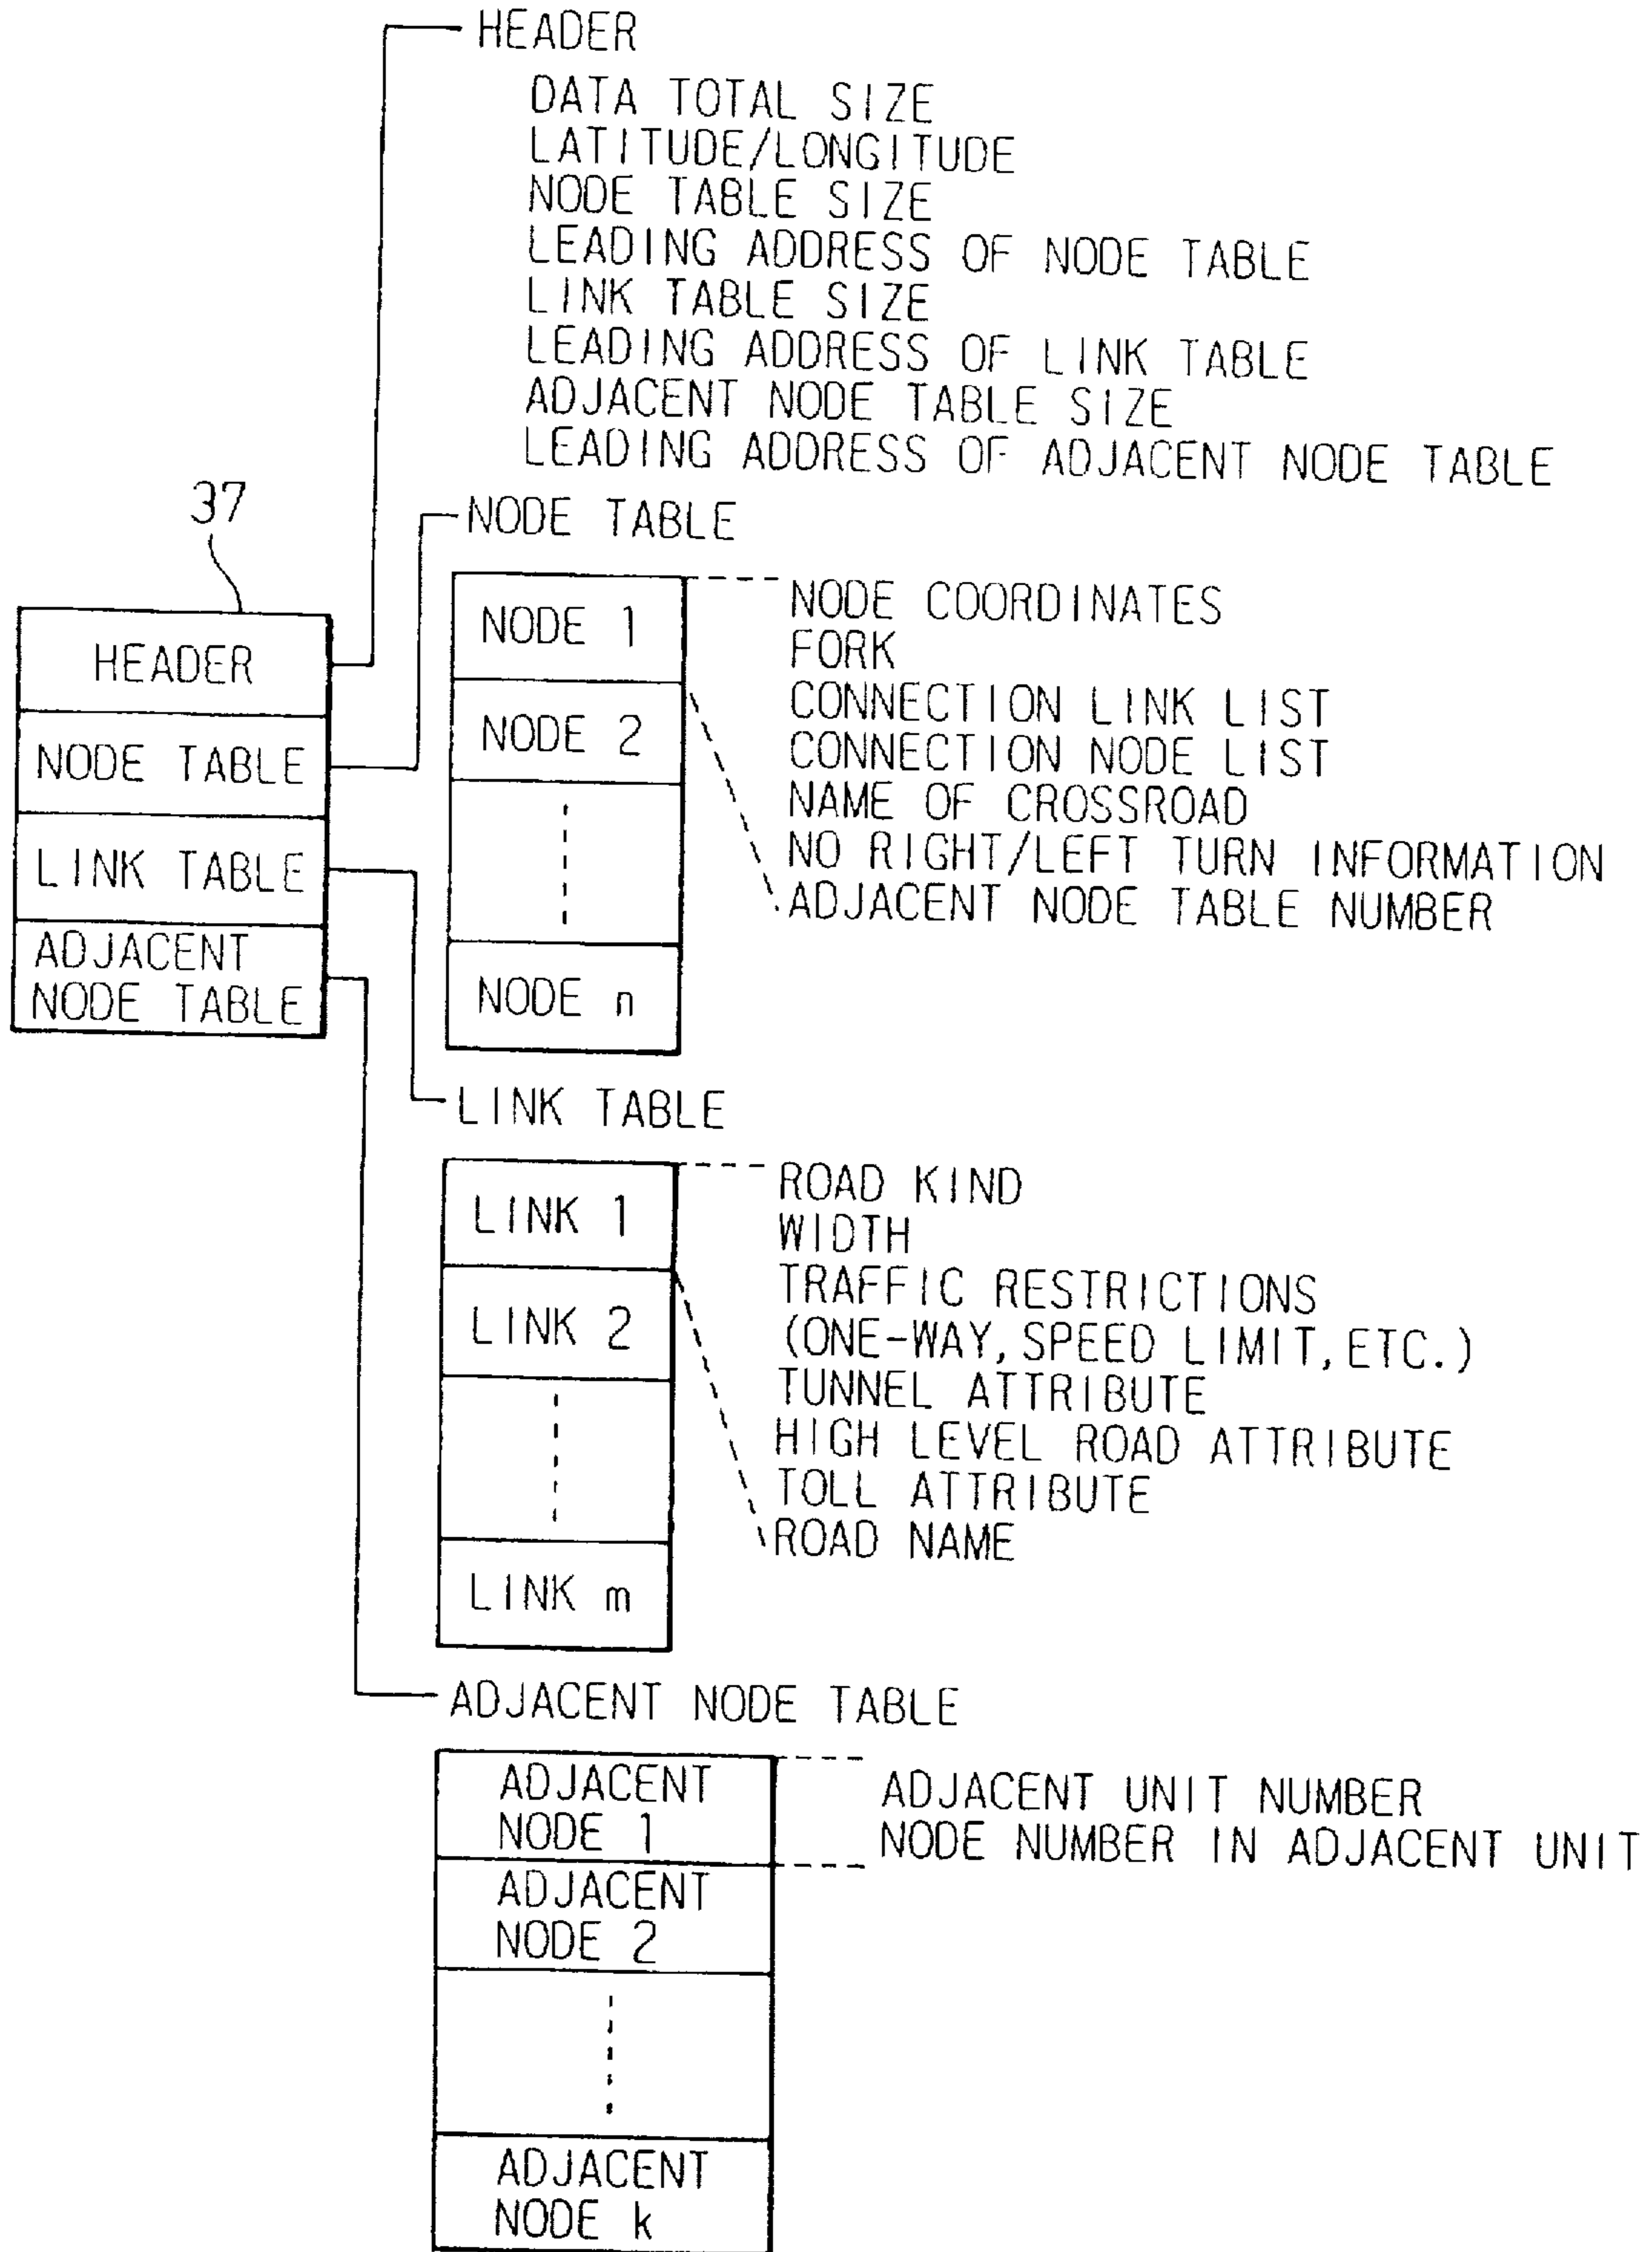 HEADER
DATA TOTAL SIZE
LATITUDE/LONGITUDE
NODE TABLE SIZE
LEADING ADDRESS OF NODE TABLE
LINK TABLE SIZE
LEADING ADDRESS OF LINK TABLE
ADJACENT NODE TABLE SIZE
LEADING ADDRESS OF ADJACENT NODE TABLE
37
HEADER
NODE TABLE
LINK TABLE
ADJACENT
NODE TABLE
NODE TABLE
NODE 1
NODE 2
NODE n
NODE COORDINATES
FORK
CONNECTION LINK LIST
CONNECTION NODE LIST
NAME OF CROSSROAD
NO RIGHT/LEFT TURN INFORMATION
ADJACENT NODE TABLE NUMBER
LINK TABLE
LINK 1
LINK 2
LINK m
ROAD KIND
WIDTH
TRAFFIC RESTRICTIONS
(ONE-WAY, SPEED LIMIT, ETC.)
TUNNEL ATTRIBUTE
HIGH LEVEL ROAD ATTRIBUTE
TOLL ATTRIBUTE
ROAD NAME
ADJACENT NODE TABLE
ADJACENT
NODE 1
ADJACENT
NODE 2
ADJACENT
NODE k
ADJACENT UNIT NUMBER
NODE NUMBER IN ADJACENT UNIT